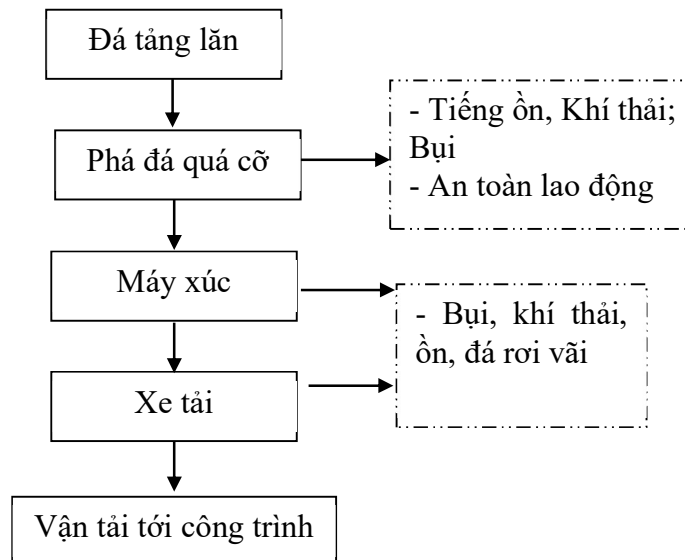 Đá tảng lăn
Phá đá quá cỡ
- Tiếng ồn, Khí thải;
Bụi
- An toàn lao động
Máy xúc
- Bụi, khí thải,
ồn, đá rơi vãi
Xe tải
Vận tải tới công trình